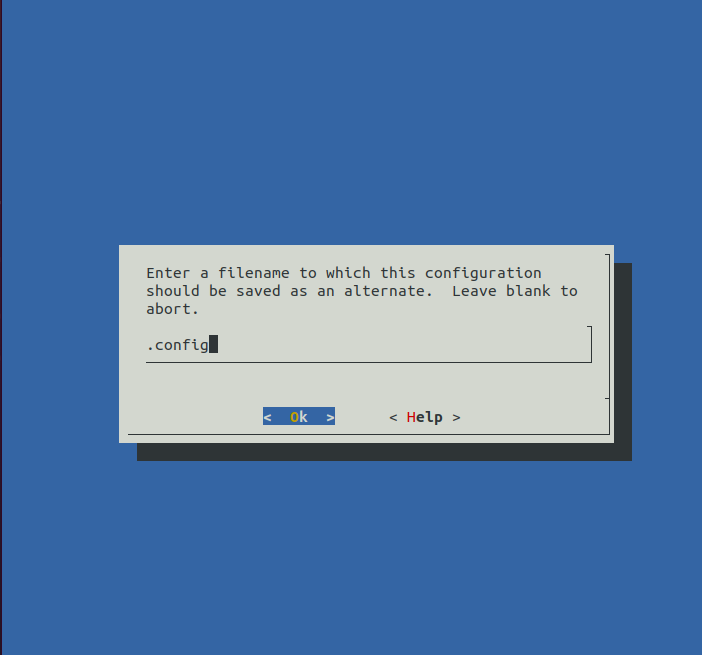 Enter a filename to which this configuration
should be saved as an alternate.  Leave blank to
abort.
.config
<  Ok  >      < Help >